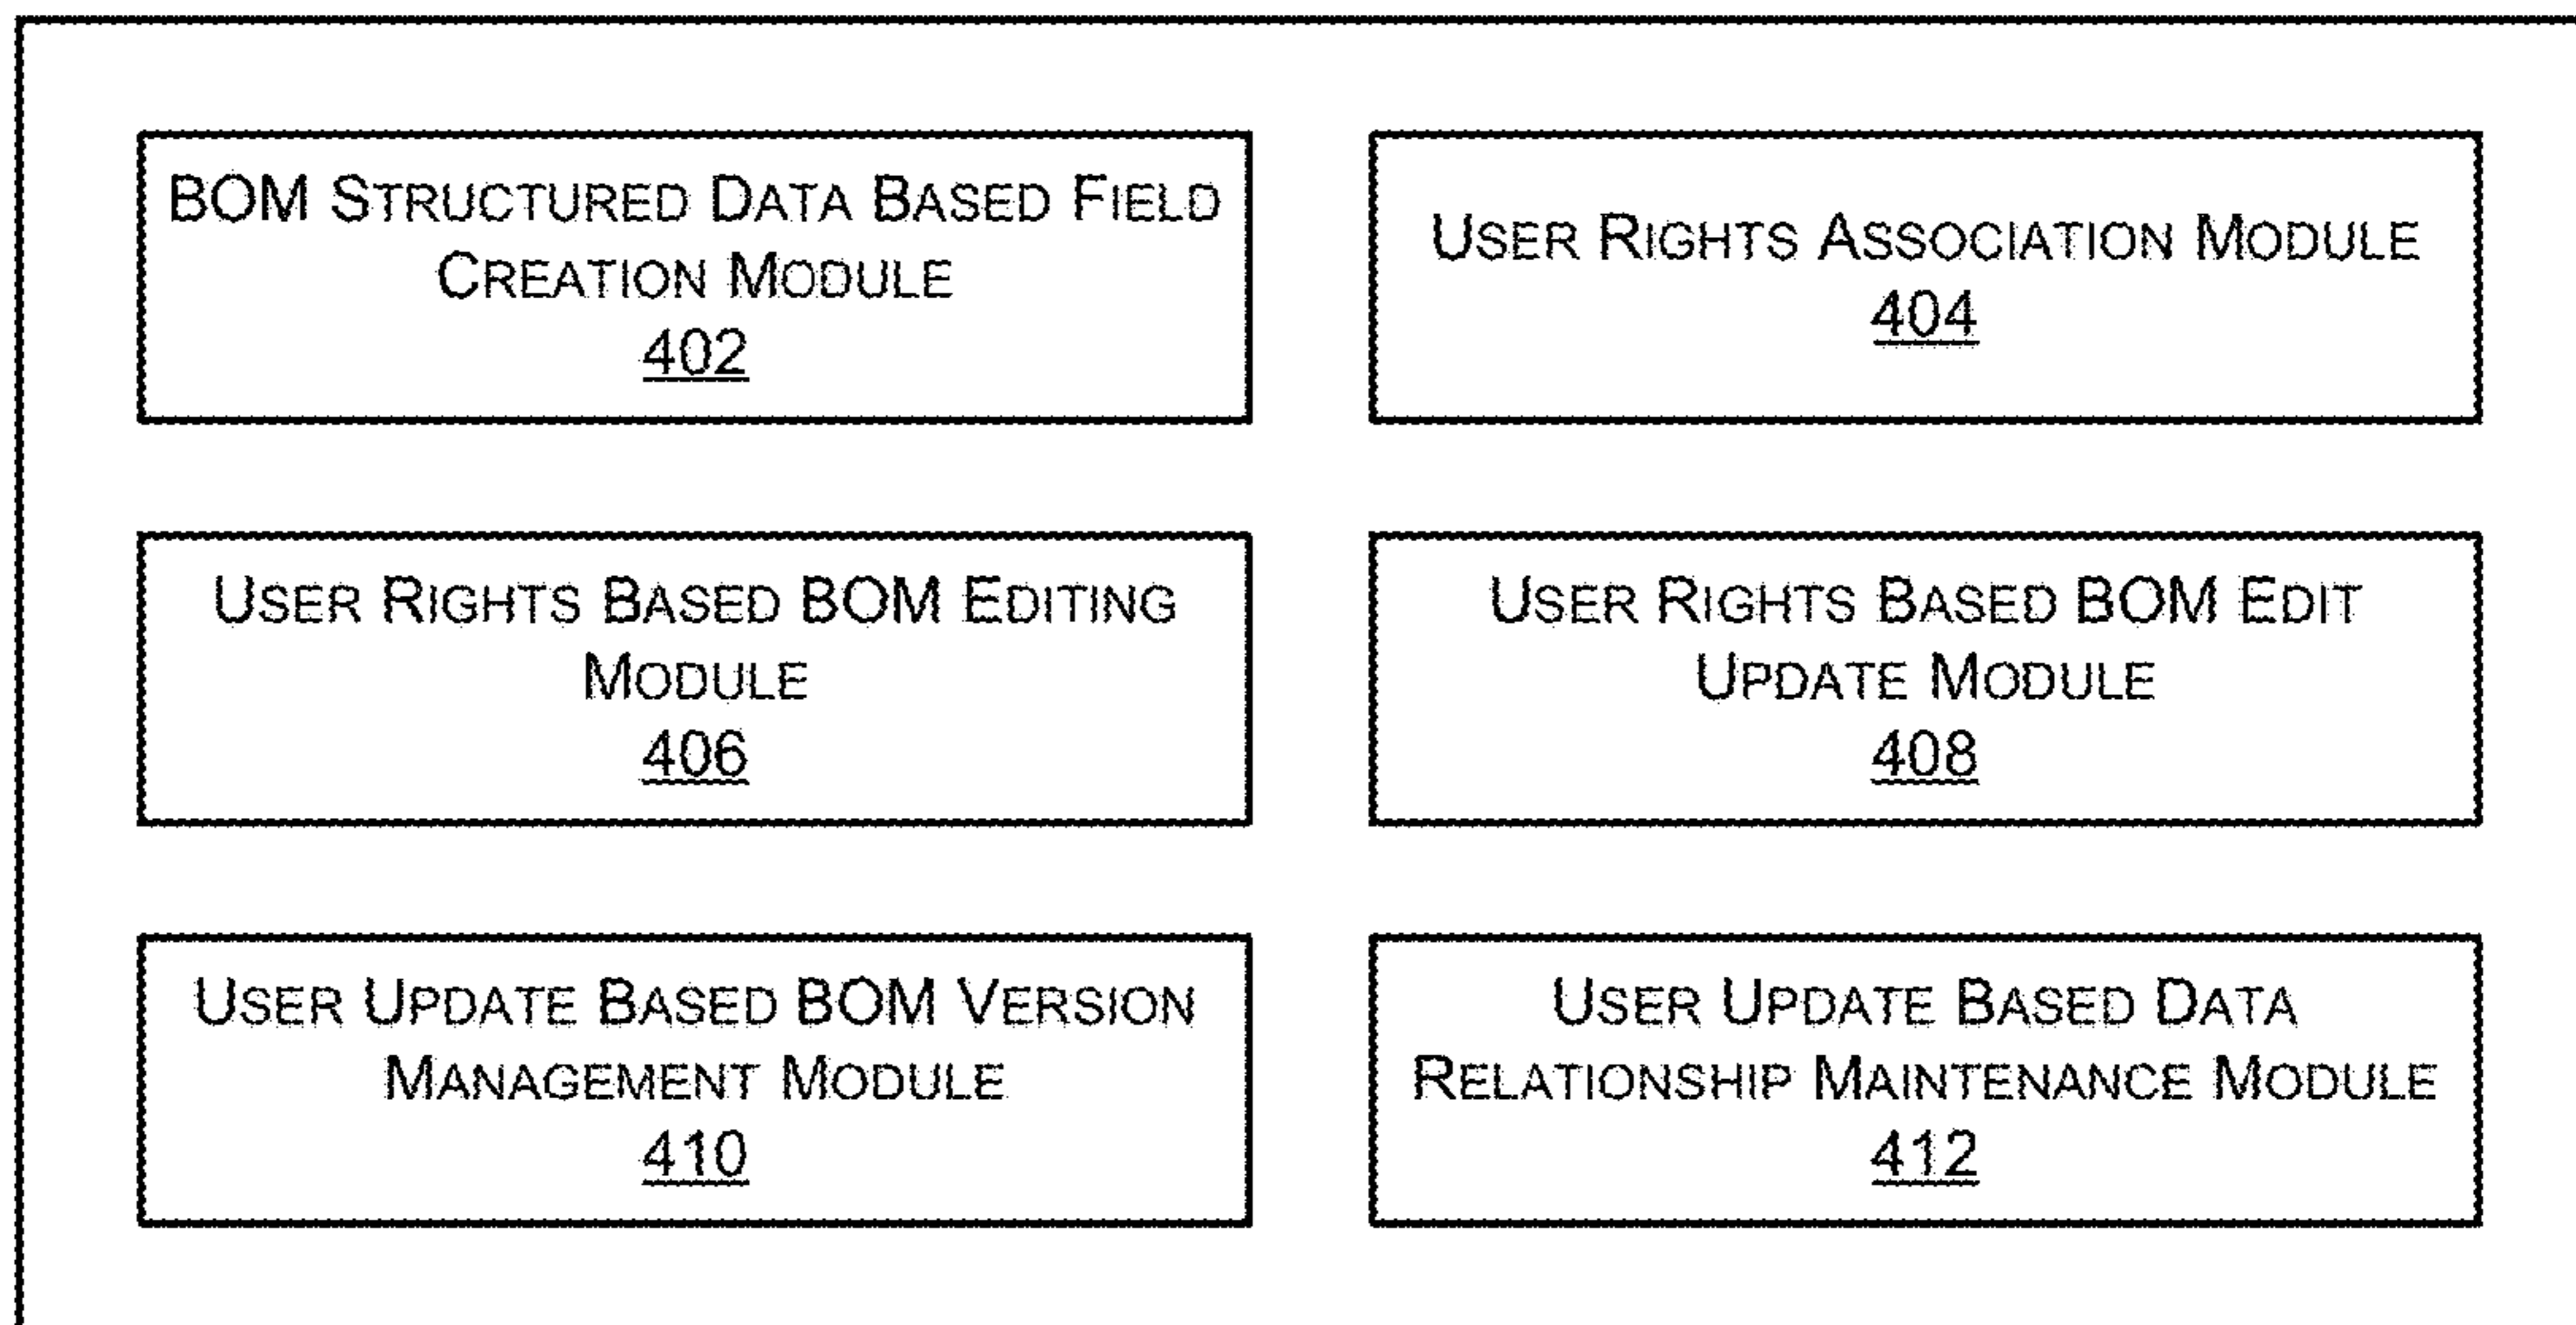 BOM STRUCTURED DATA BASED FIELD
CREATION MODULE
402
USER RIGHTS ASSOCIATION MODULE
404
USER RIGHTS BASED BOM EDITING
MODULE
406
USER RIGHTS BASED BOM EDIT
UPDATE MODULE
408
USER UPDATE BASED BOM VERSION
MANAGEMENT MODULE
410
USER UPDATE BASED DATA
RELATIONSHIP MAINTENANCE MODULE
412